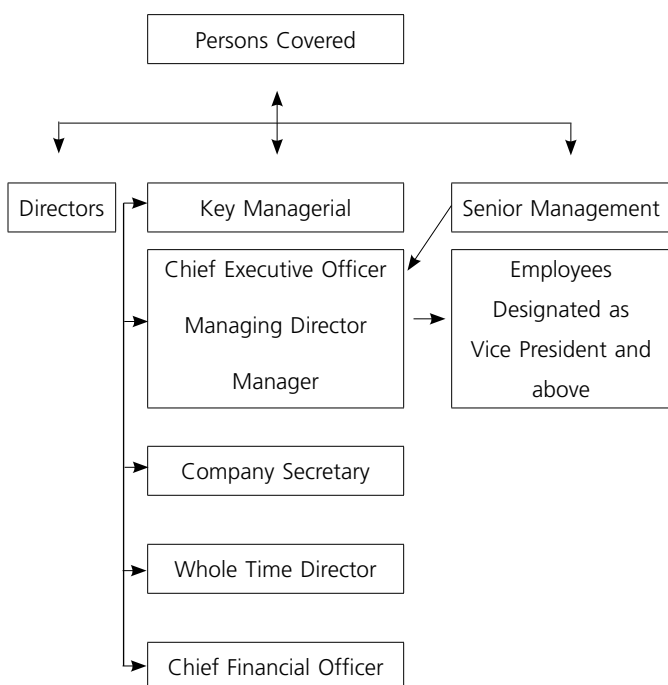 Persons Covered
Directors
Key Managerial
Senior Management
Chief Executive Officer
Managing Director
Manager
Employees
Designated as
Vice President and
above
Company Secretary
Whole Time Director
Chief Financial Officer